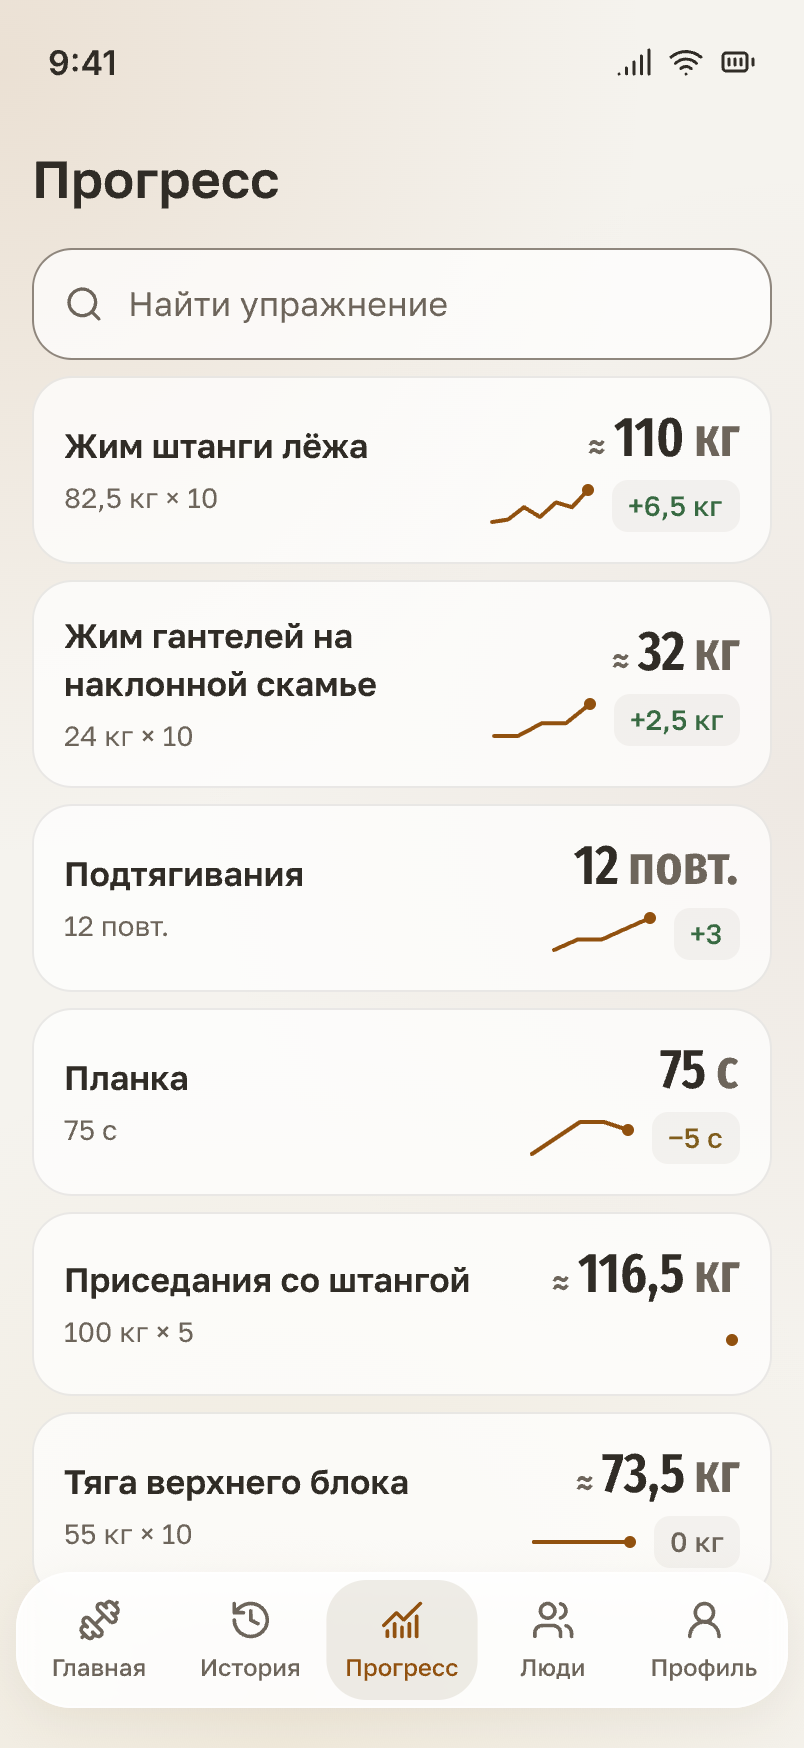 9:41
Прогресс
Найти упражнение
Жим штанги лёжа
82,5 кг × 10
≈ 110 кг
+6,5 кг
Жим гантелей на
наклонной скамье
24 кг × 10
≈ 32 кг
+2,5 кг
Подтягивания
12 повт.
12 повт.
+3
Планка
75 с
75 с
−5 с
Приседания со штангой
100 кг × 5
≈ 116,5 кг
Тяга верхнего блока
55 кг × 10
≈ 73,5 кг
0 кг
Главная
История
Прогресс
Люди
Профиль